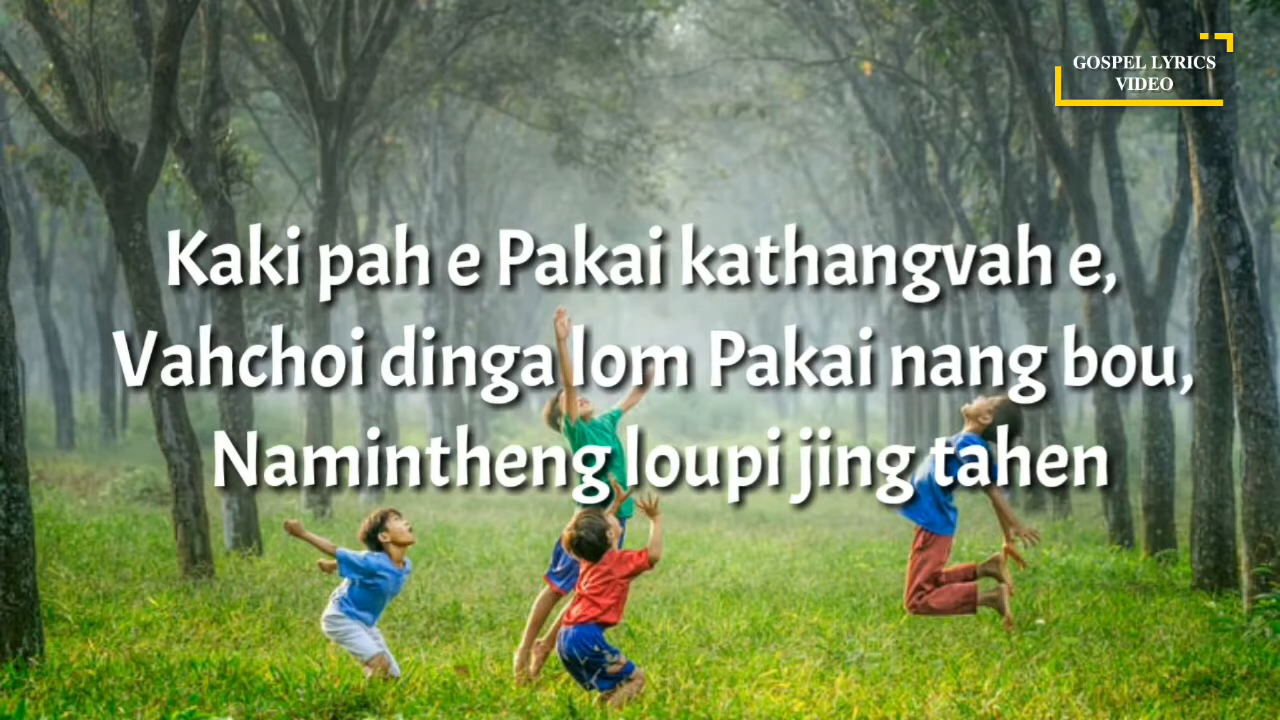 GOSPEL LYRICS
VIDEO
Kaki pah e Pakai kathangvah e,
Vahchoi dinga lom Pakai nang bou,
Namintheng loupi jing tahen